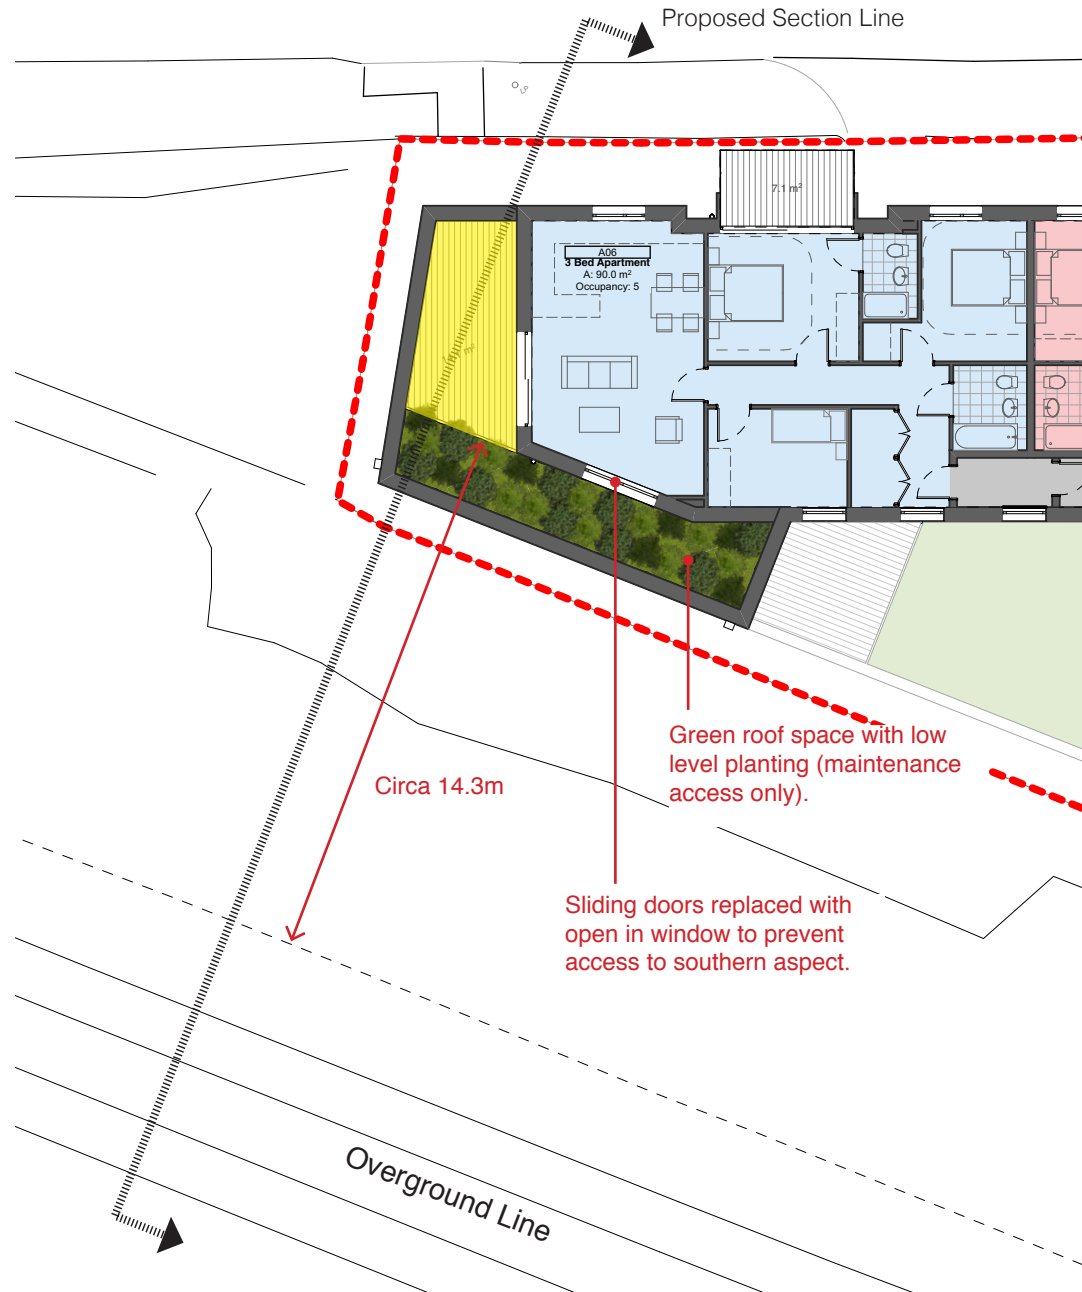 Proposed Section Line
LP
7.1 m²
A06
3 Bed Apartment
A: 90.0 m²
Occupancy: 5
m²
Green roof space with low
level planting (maintenance
access only).
Circa 14.3m
Sliding doors replaced with
open in window to prevent
access to southern aspect.
Overground Line